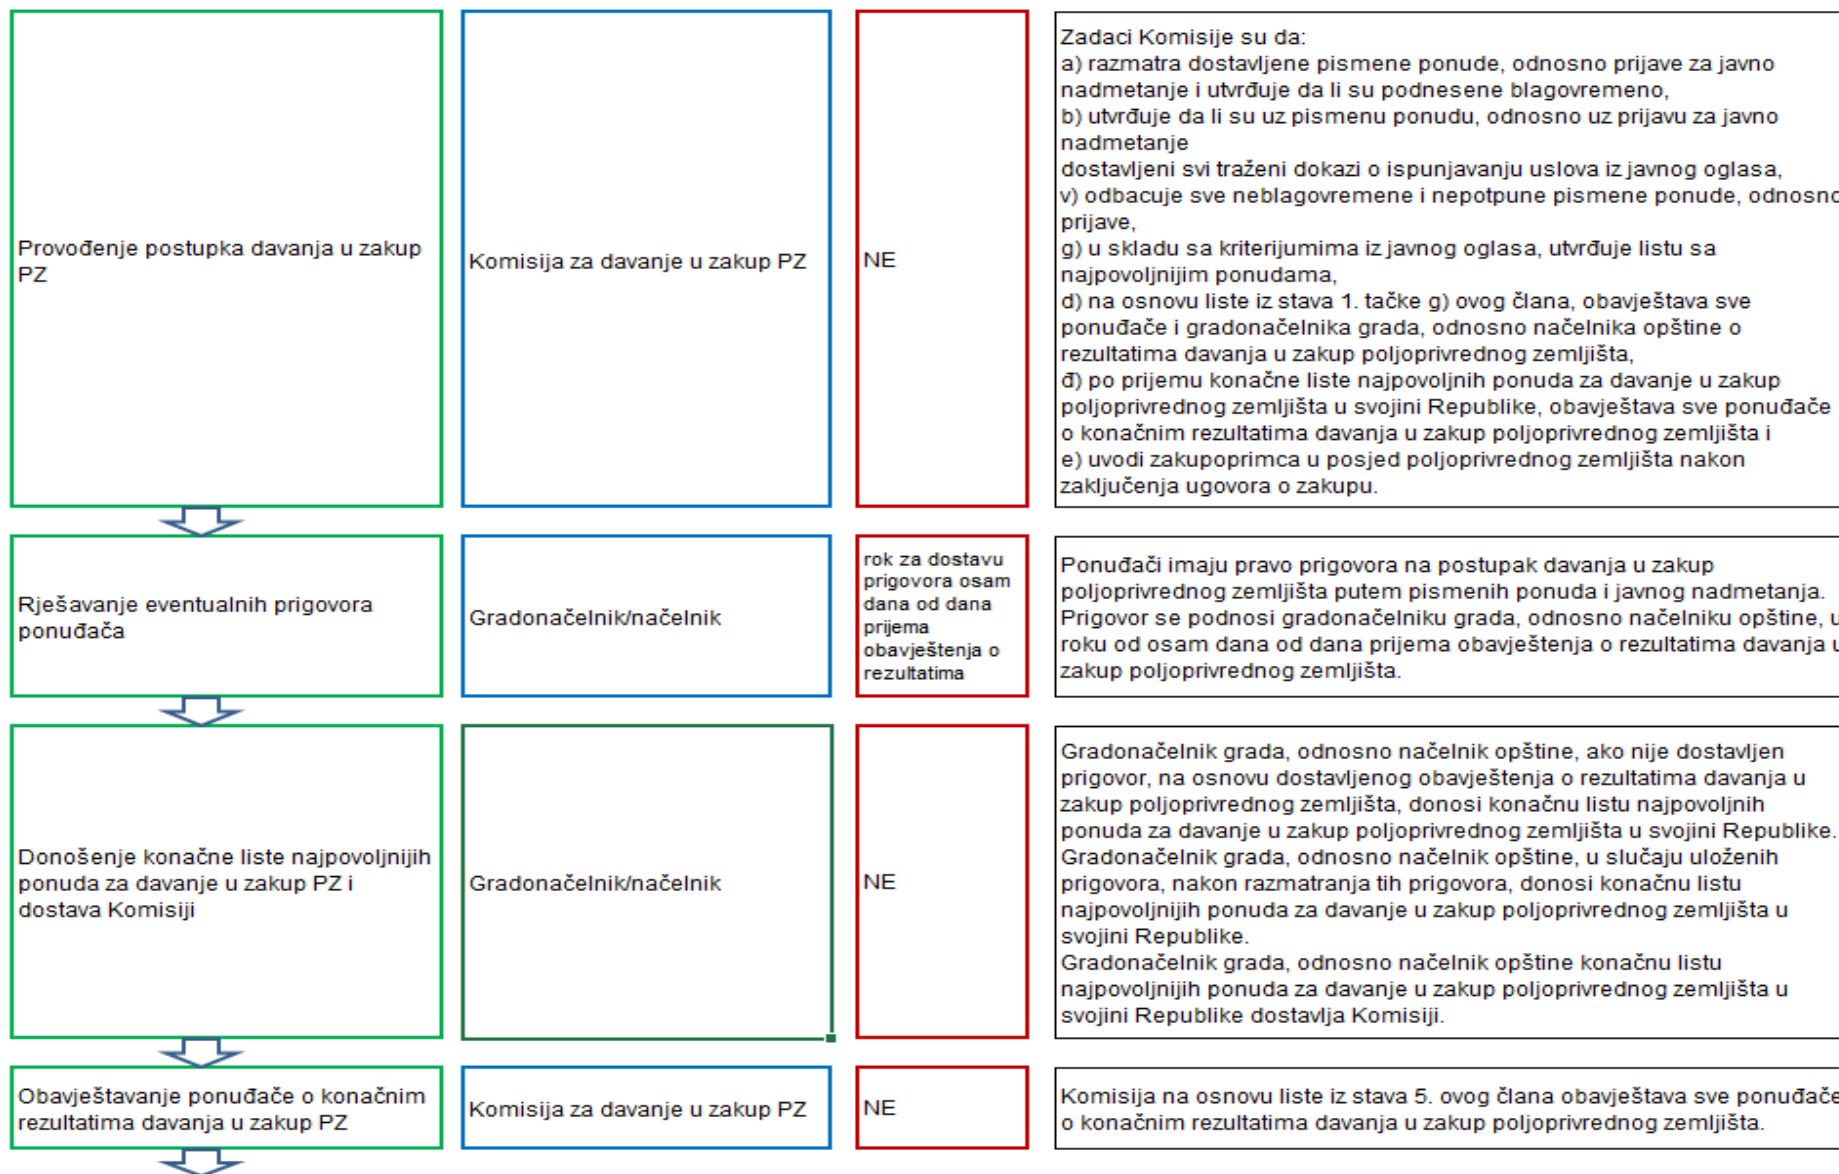 Provođenje postupka davanja u zakup
PZ
Komisija za davanje u zakup PZ
NE
Zadaci Komisije su da:
a) razmatra dostavljene pismene ponude, odnosno prijave za javno
nadmetanje i utvrđuje da li su podnesene blagovremeno,
b) utvrđuje da li su uz pismenu ponudu, odnosno uz prijavu za javno
nadmetanje
dostavljeni svi traženi dokazi o ispunjavanju uslova iz javnog oglasa,
v) odbacuje sve neblagovremene i nepotpune pismene ponude, odnosno
prijave,
g) u skladu sa kriterijumima iz javnog oglasa, utvrđuje listu sa
najpovoljnijim ponudama,
d) na osnovu liste iz stava 1. tačke g) ovog člana, obavještava sve
ponuđače i gradonačelnika grada, odnosno načelnika opštine o
rezultatima davanja u zakup poljoprivrednog zemljišta,
đ) po prijemu konačne liste najpovoljnih ponuda za davanje u zakup
poljoprivrednog zemljišta u svojini Republike, obavještava sve ponuđače
o konačnim rezultatima davanja u zakup poljoprivrednog zemljišta i
e) uvodi zakupoprimca u posjed poljoprivrednog zemljišta nakon
zaključenja ugovora o zakupu.
Rješavanje eventualnih prigovora
ponuđača
Gradonačelnik/načelnik
rok za dostavu
prigovora osam
dana od dana
prijema
obavještenja o
rezultatima
Ponuđači imaju pravo prigovora na postupak davanja u zakup
poljoprivrednog zemljišta putem pismenih ponuda i javnog nadmetanja.
Prigovor se podnosi gradonačelniku grada, odnosno načelniku opštine, u
roku od osam dana od dana prijema obavještenja o rezultatima davanja u
zakup poljoprivrednog zemljišta.
Donošenje konačne liste najpovoljnijih
ponuda za davanje u zakup PZ i
dostava Komisiji
Gradonačelnik/načelnik
NE
Gradonačelnik grada, odnosno načelnik opštine, ako nije dostavljen
prigovor, na osnovu dostavljenog obavještenja o rezultatima davanja u
zakup poljoprivrednog zemljišta, donosi konačnu listu najpovoljnih
ponuda za davanje u zakup poljoprivrednog zemljišta u svojini Republike.
Gradonačelnik grada, odnosno načelnik opštine, u slučaju uloženih
prigovora, nakon razmatranja tih prigovora, donosi konačnu listu
najpovoljnijih ponuda za davanje u zakup poljoprivrednog zemljišta u
svojini Republike.
Gradonačelnik grada, odnosno načelnik opštine konačnu listu
najpovoljnijih ponuda za davanje u zakup poljoprivrednog zemljišta u
svojini Republike dostavlja Komisiji.
Obavještavanje ponuđače o konačnim
rezultatima davanja u zakup PZ
Komisija za davanje u zakup PZ
NE
Komisija na osnovu liste iz stava 5. ovog člana obavještava sve ponuđače
o konačnim rezultatima davanja u zakup poljoprivrednog zemljišta.